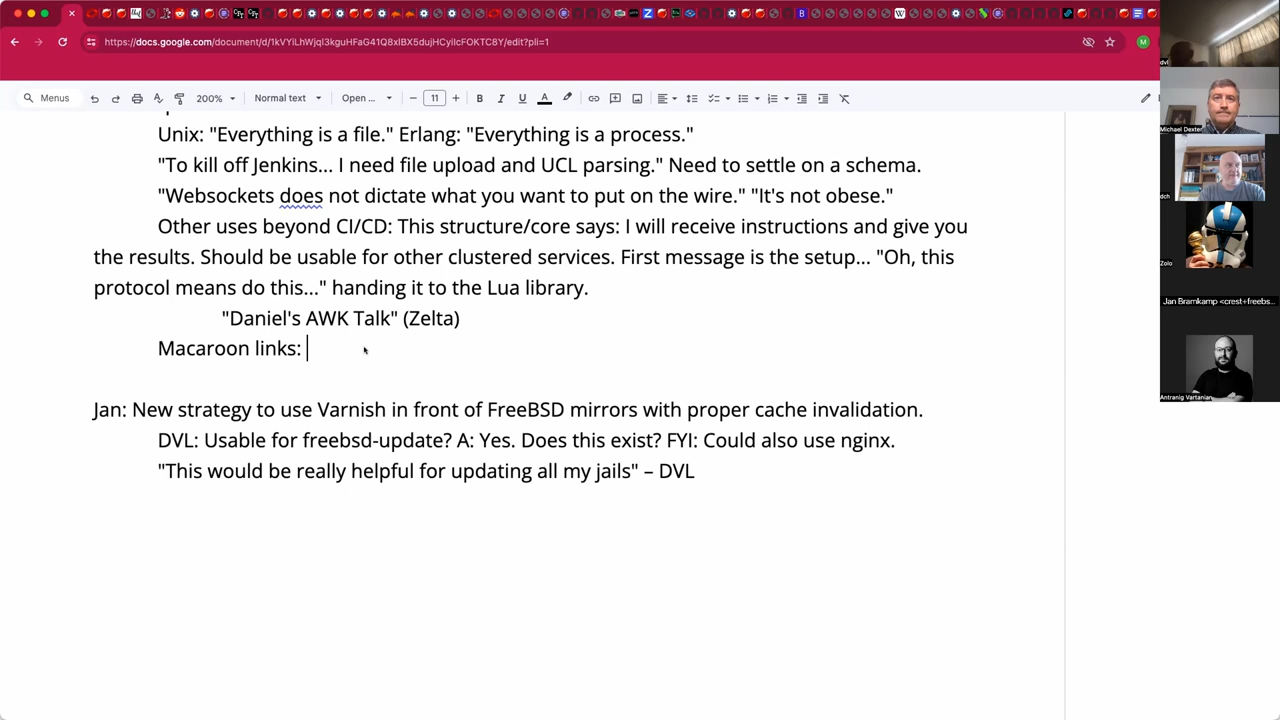 https://docs.google.com/document/d/1kVYiLhWjqI3kguHFaG41Q8xIBX5dujHCyiIcFOKTC8Y/edit?pli=1
M
Menus
200%
Normal text
Open ...
11
B
I
U
A
Unix: "Everything is a file." Erlang: "Everything is a process."
"To kill off Jenkins... I need file upload and UCL parsing." Need to settle on a schema.
"Websockets does not dictate what you want to put on the wire." "It's not obese."
Other uses beyond CI/CD: This structure/core says: I will receive instructions and give you
the results. Should be usable for other clustered services. First message is the setup... "Oh, this
protocol means do this..." handing it to the Lua library.
"Daniel's AWK Talk" (Zelta)
Macaroon links:
Jan: New strategy to use Varnish in front of FreeBSD mirrors with proper cache invalidation.
DVL: Usable for freebsd-update? A: Yes. Does this exist? FYI: Could also use nginx.
"This would be really helpful for updating all my jails" – DVL
dvl
Michael Dexter
dch
Zolo
Jan Bramkamp <crest+freebs...
Antranig Vartanian